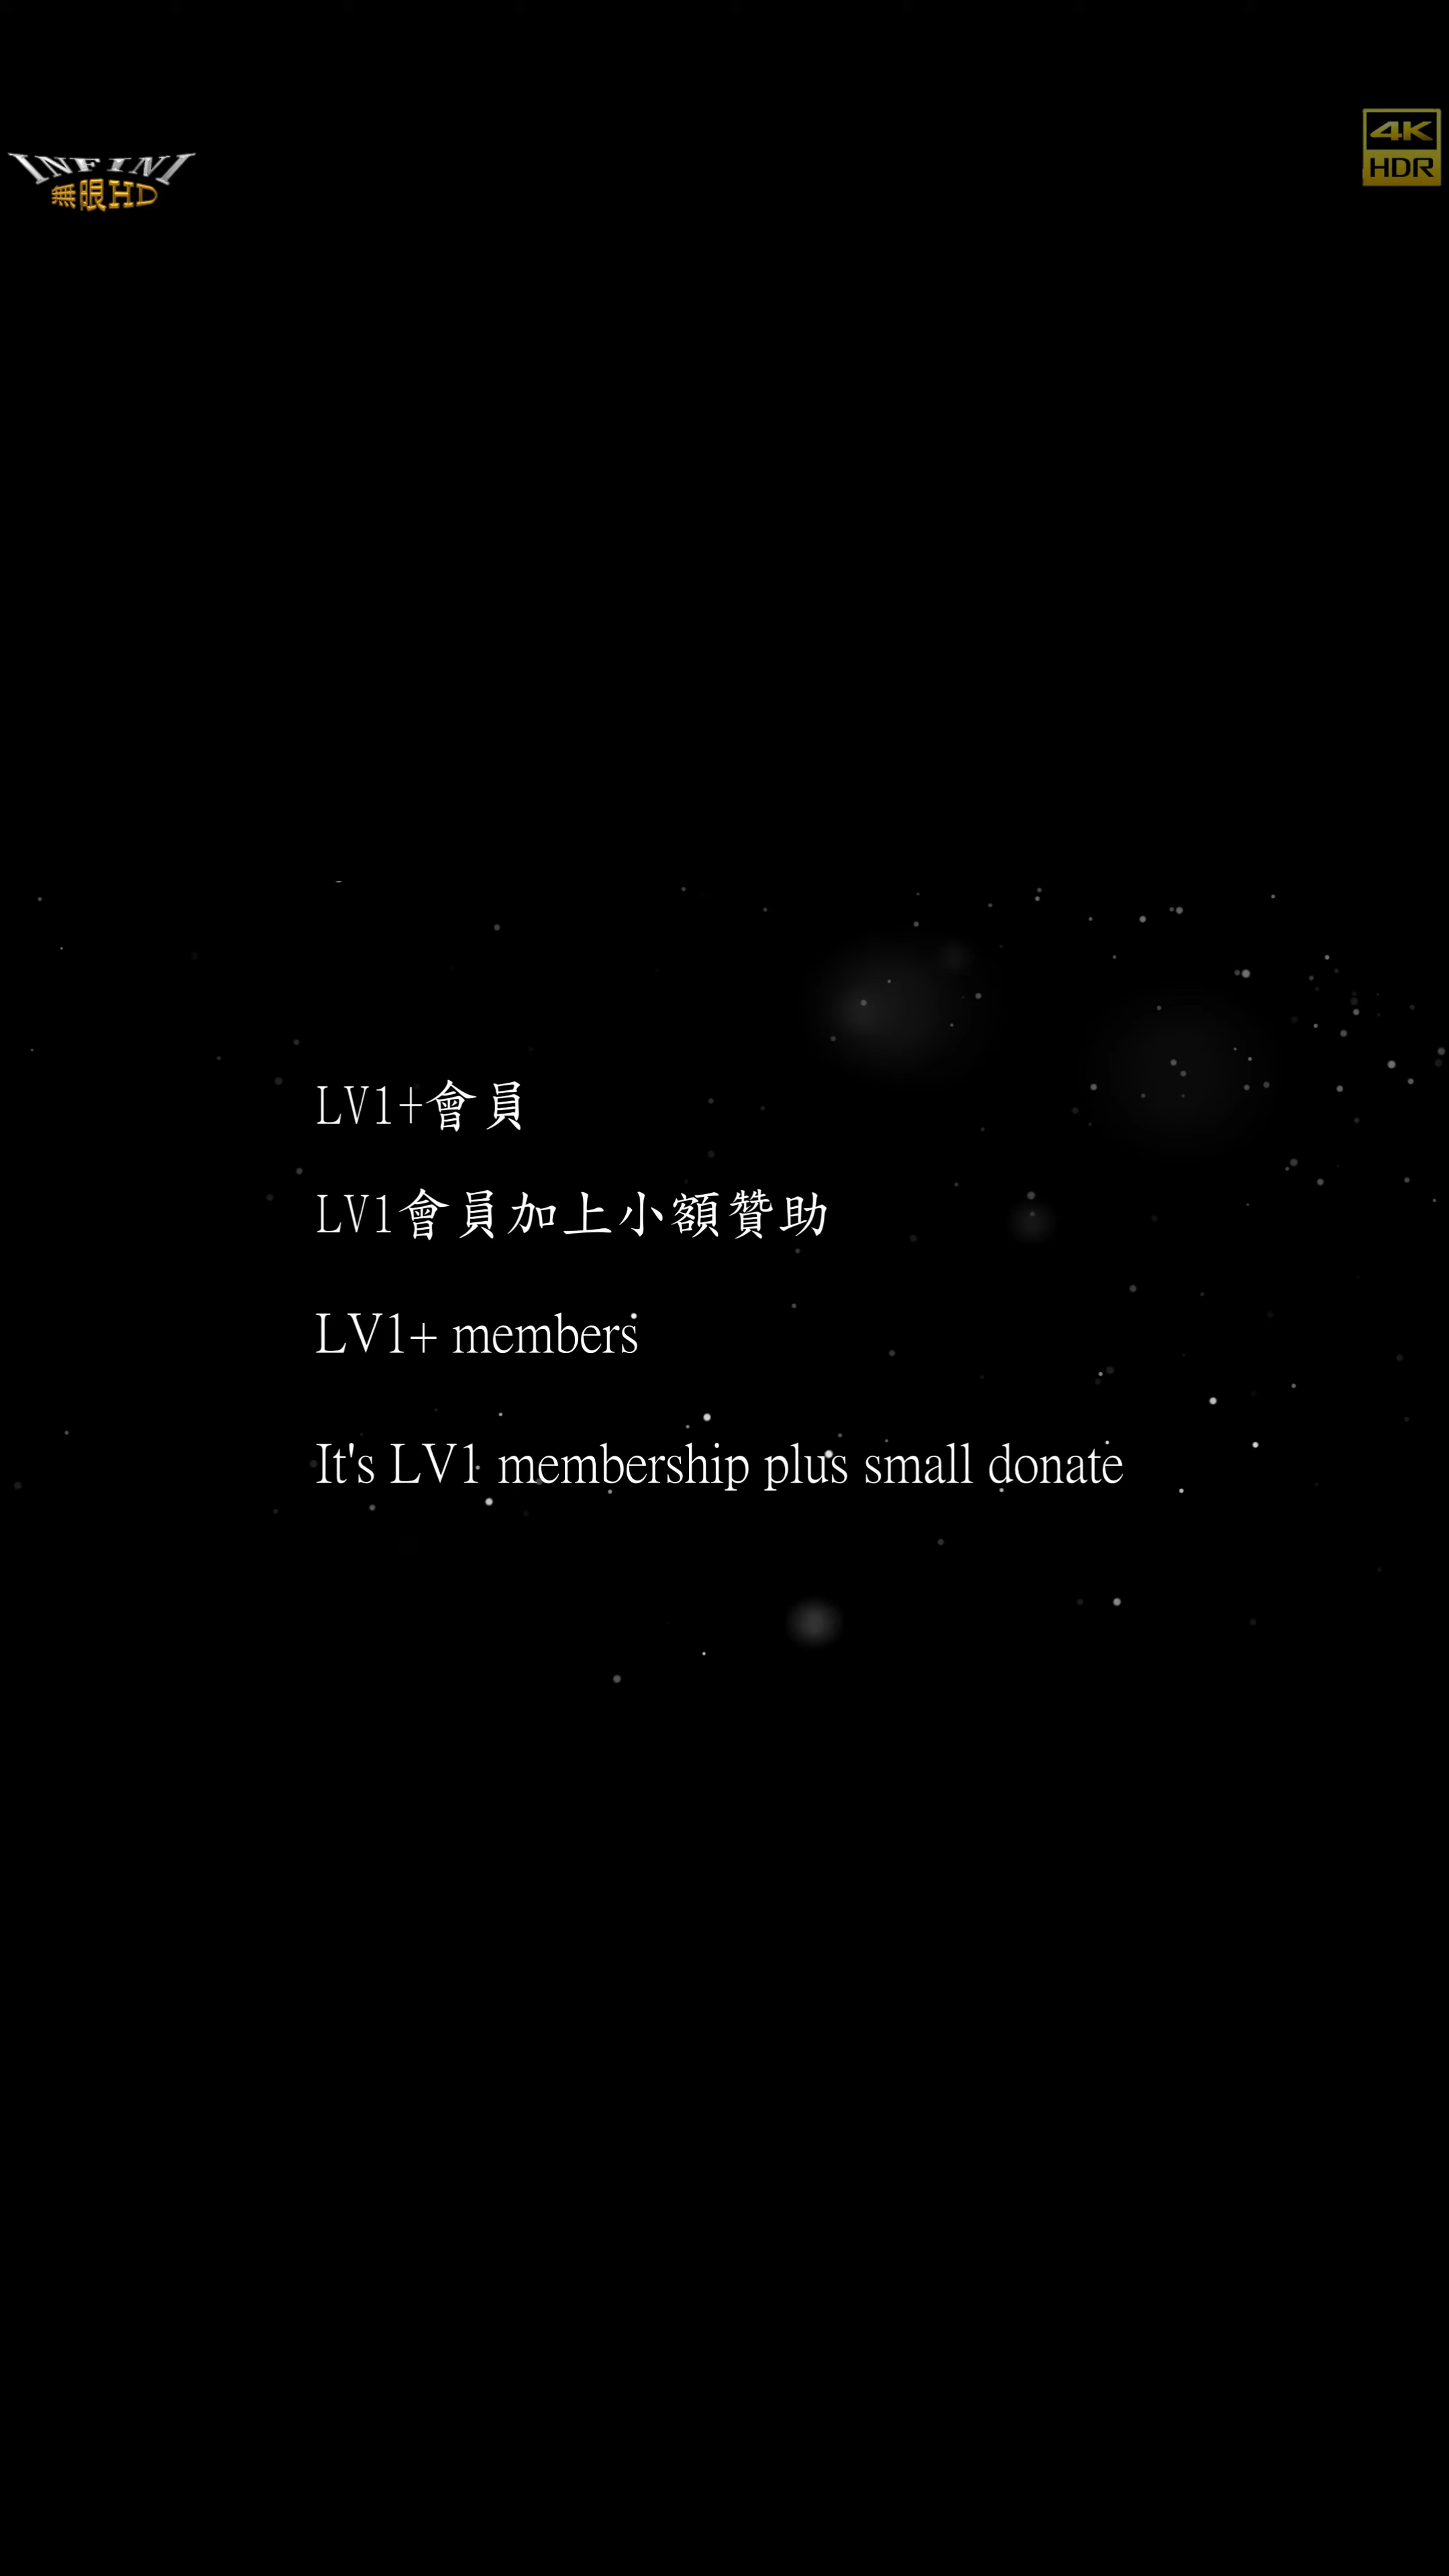 INFINI
無限HD
4K
HDR
LV1+會員
LV1會員加上小額贊助
LV1+ members
It's LV1 membership plus small donate